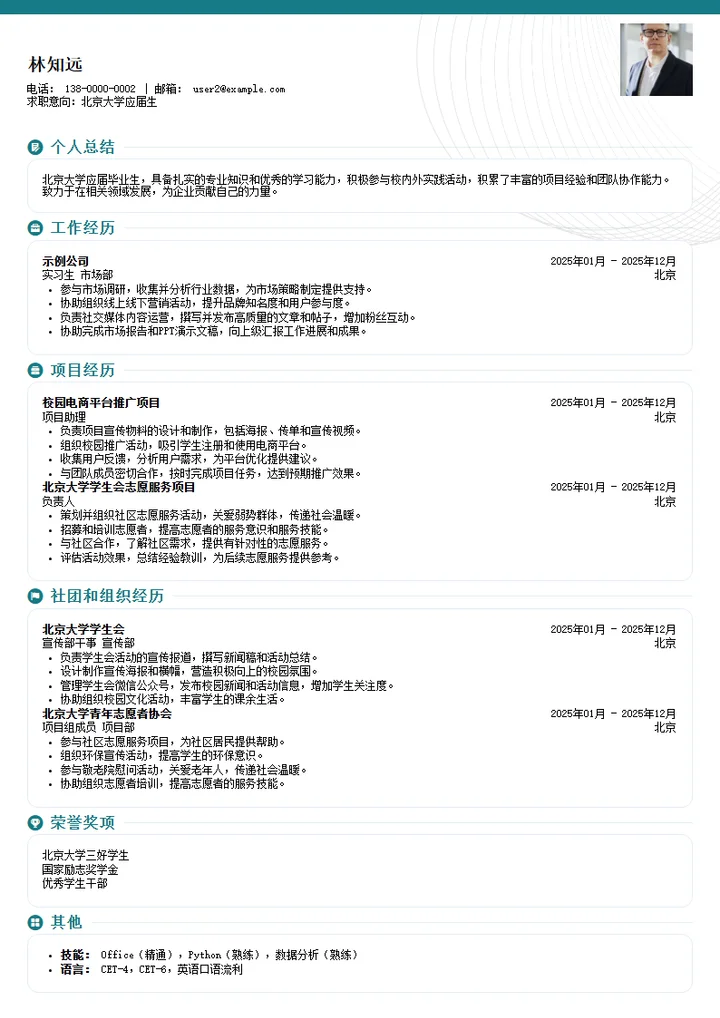 林知远
电话： 138-0000-0002 | 邮箱： user2@example.com
求职意向：北京大学应届生
个人总结
北京大学应届毕业生，具备扎实的专业知识和优秀的学习能力，积极参与校内外实践活动，积累了丰富的项目经验和团队协作能力。
致力于在相关领域发展，为企业贡献自己的力量。
工作经历
示例公司 2025年01月 - 2025年12月
实习生 市场部 北京
• 参与市场调研，收集并分析行业数据，为市场策略制定提供支持。
• 协助组织线上线下营销活动，提升品牌知名度和用户参与度。
• 负责社交媒体内容运营，撰写并发布高质量的文章和帖子，增加粉丝互动。
• 协助完成市场报告和PPT演示文稿，向上级汇报工作进展和成果。
项目经历
校园电商平台推广项目 2025年01月 - 2025年12月
项目助理 北京
• 负责项目宣传物料的设计和制作，包括海报、传单和宣传视频。
• 组织校园推广活动，吸引学生注册和使用电商平台。
• 收集用户反馈，分析用户需求，为平台优化提供建议。
• 与团队成员密切合作，按时完成项目任务，达到预期推广效果。
北京大学学生会志愿服务项目 2025年01月 - 2025年12月
负责人 北京
• 策划并组织社区志愿服务活动，关爱弱势群体，传递社会温暖。
• 招募和培训志愿者，提高志愿者的服务意识和服务技能。
• 与社区合作，了解社区需求，提供有针对性的志愿服务。
• 评估活动效果，总结经验教训，为后续志愿服务提供参考。
社团和组织经历
北京大学学生会 2025年01月 - 2025年12月
宣传部干事 宣传部 北京
• 负责学生会活动的宣传报道，撰写新闻稿和活动总结。
• 设计制作宣传海报和横幅，营造积极向上的校园氛围。
• 管理学生会微信公众号，发布校园新闻和活动信息，增加学生关注度。
• 协助组织校园文化活动，丰富学生的课余生活。
北京大学青年志愿者协会 2025年01月 - 2025年12月
项目组成员 项目部 北京
• 参与社区志愿服务项目，为社区居民提供帮助。
• 组织环保宣传活动，提高学生的环保意识。
• 参与敬老院慰问活动，关爱老年人，传递社会温暖。
• 协助组织志愿者培训，提高志愿者的服务技能。
荣誉奖项
北京大学三好学生
国家励志奖学金
优秀学生干部
其他
• 技能： Office（精通），Python（熟练），数据分析（熟练）
• 语言： CET-4，CET-6，英语口语流利